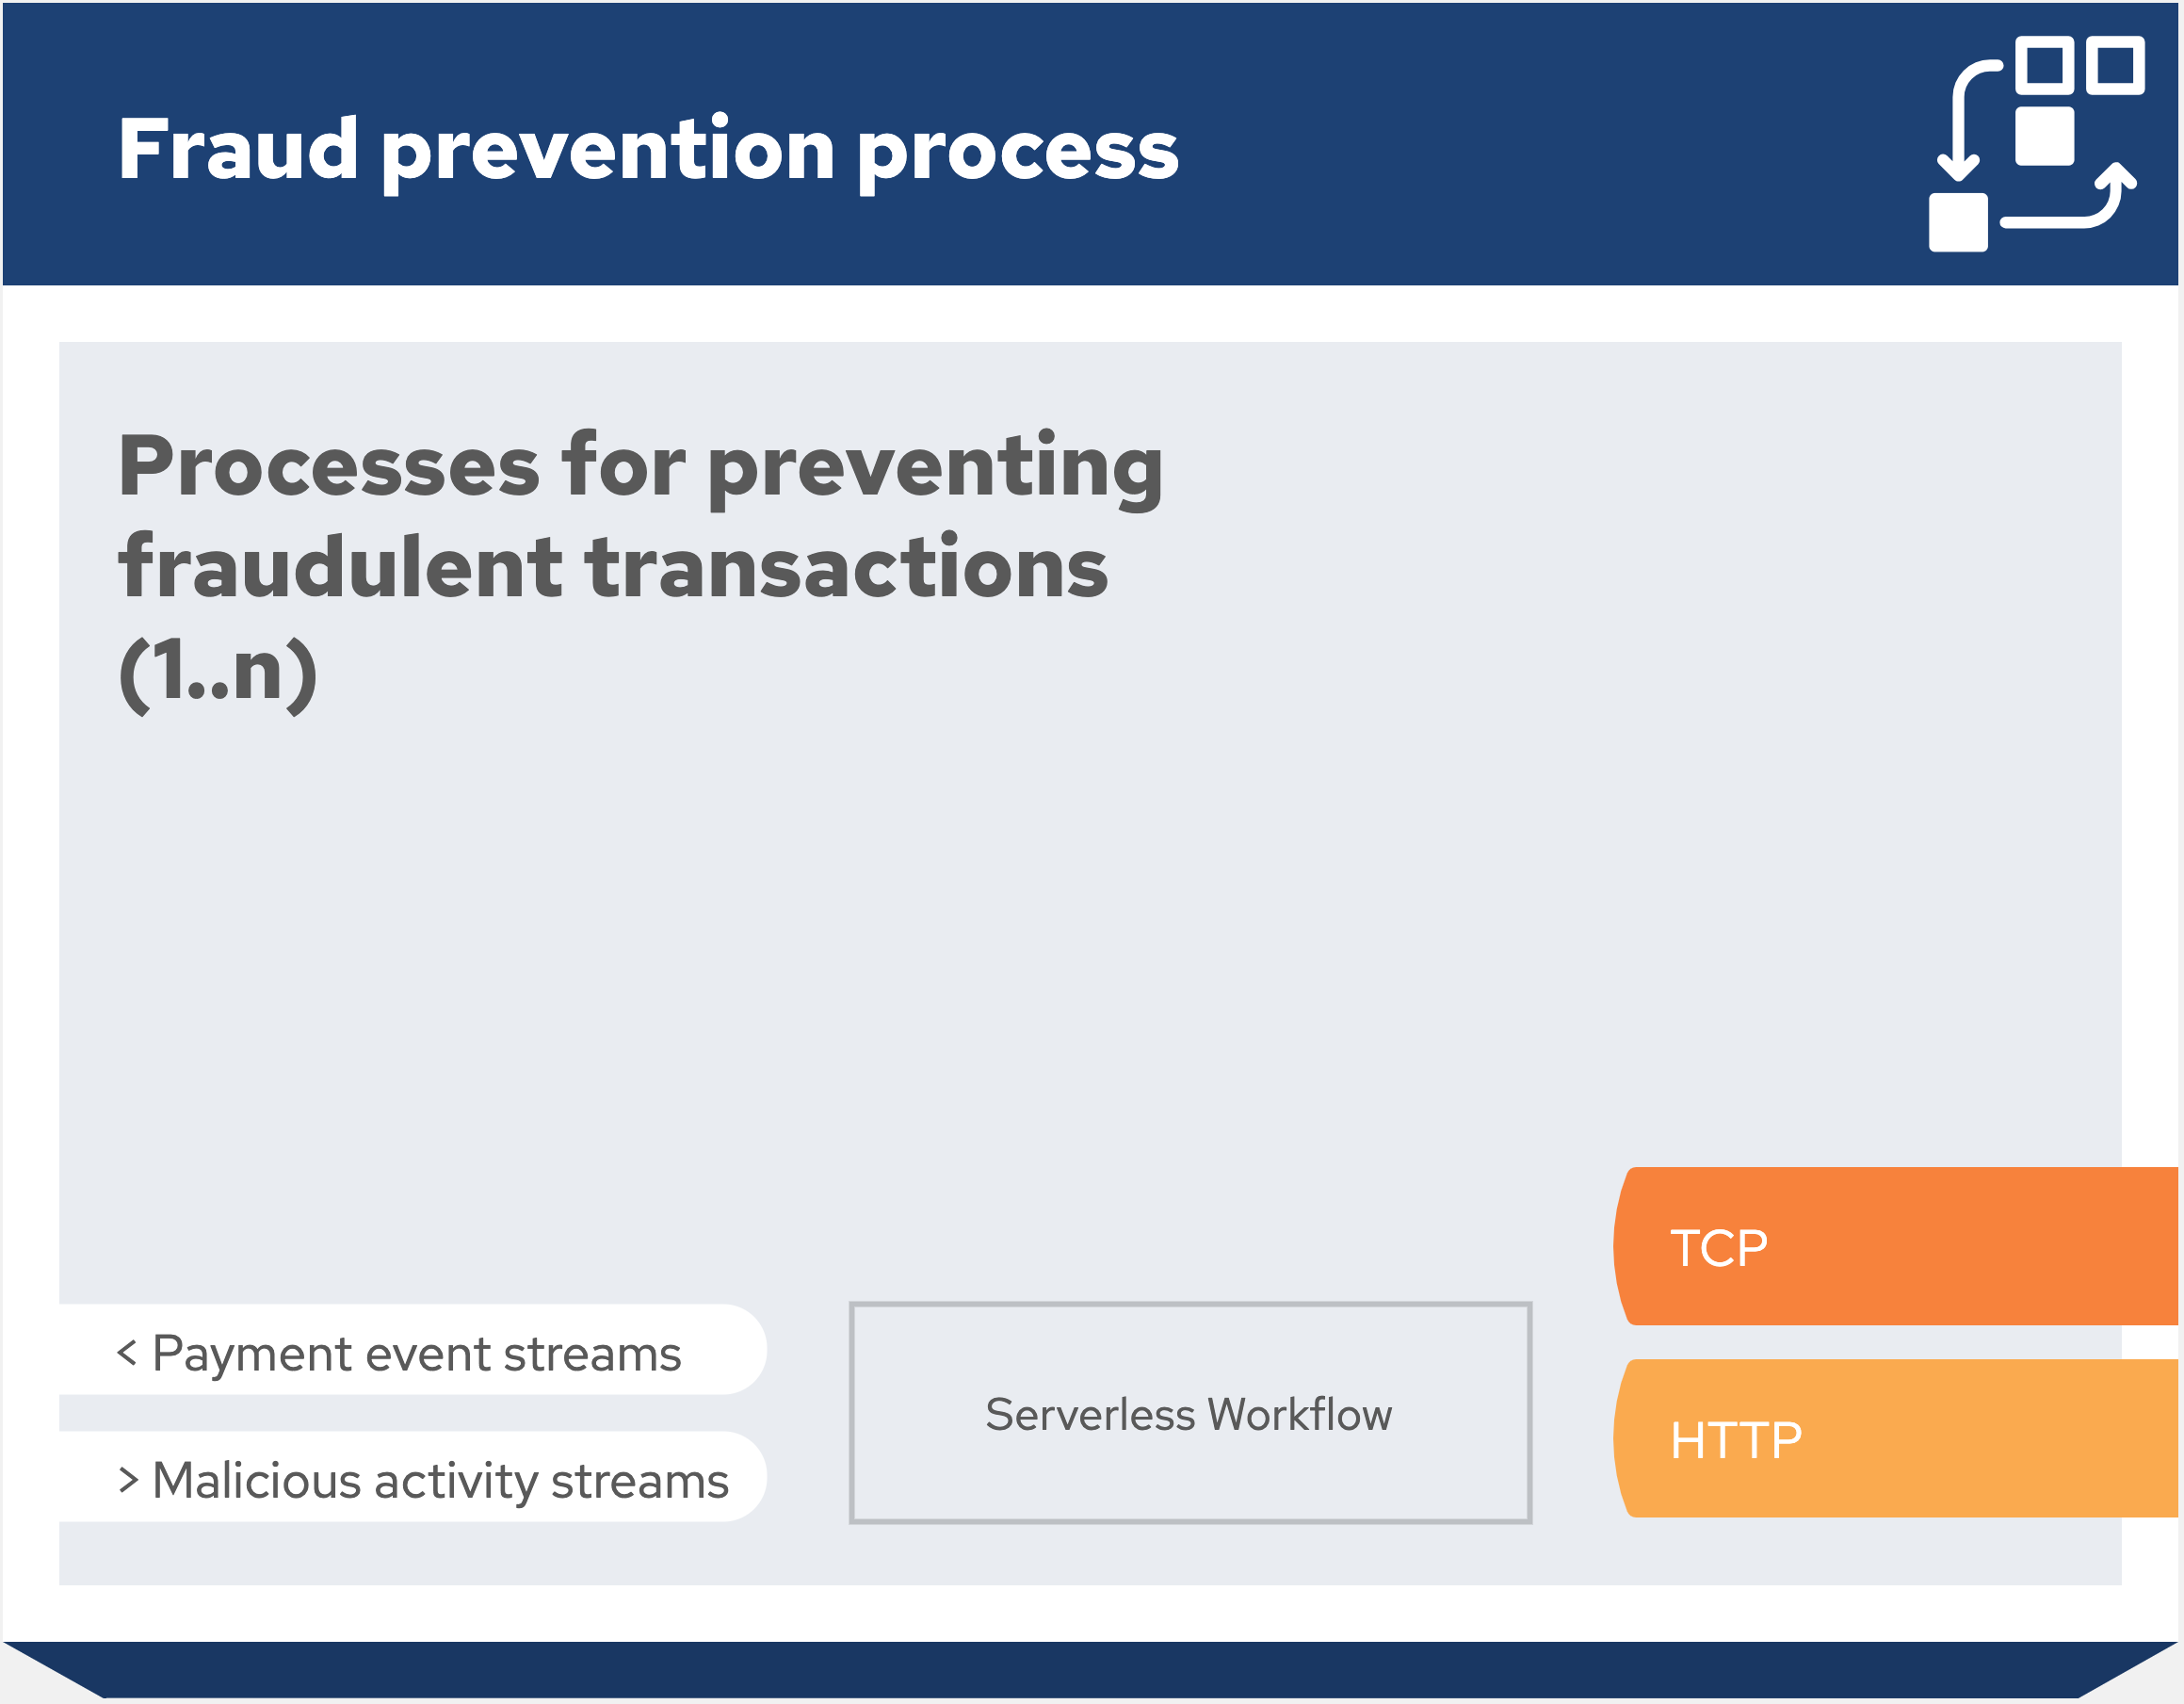 Fraud prevention process
Processes for preventing
fraudulent transactions
(1..n)
TCP
< Payment event streams
Serverless Workflow
HTTP
> Malicious activity streams